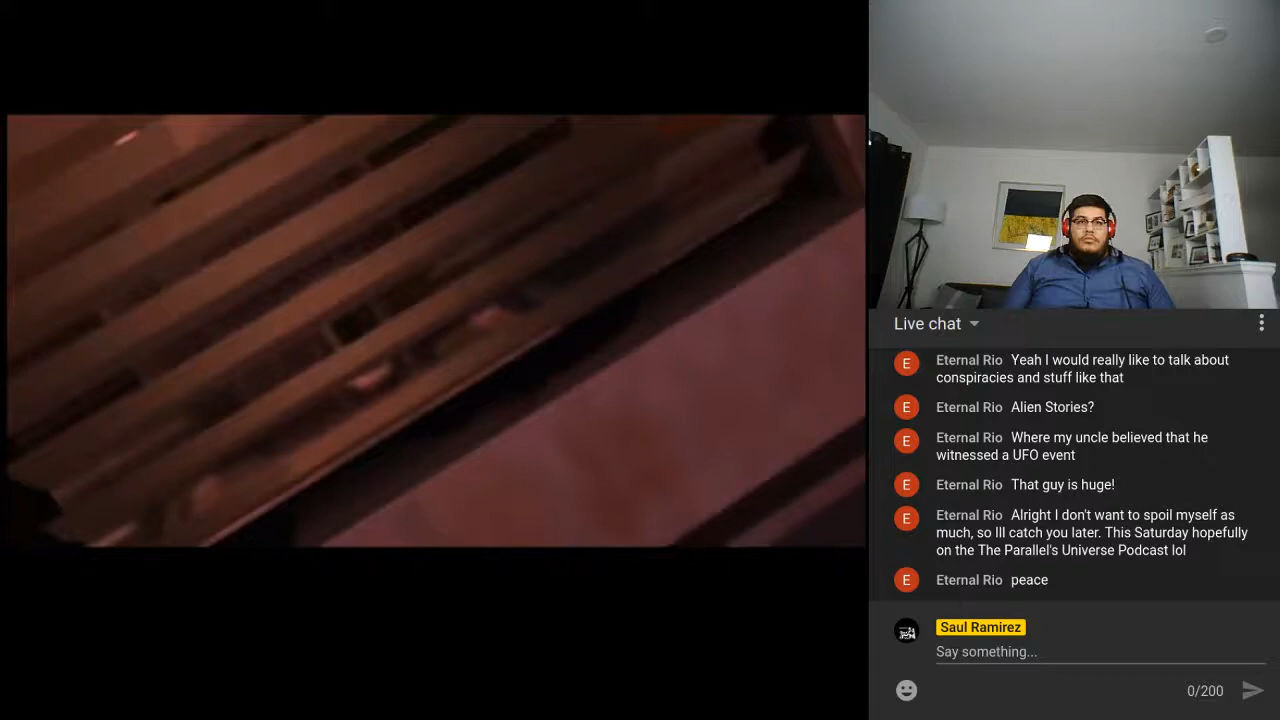 Live chat
Eternal Rio Yeah I would really like to talk about
conspiracies and stuff like that
Eternal Rio Alien Stories?
Eternal Rio Where my uncle believed that he
witnessed a UFO event
Eternal Rio That guy is huge!
Eternal Rio Alright I don't want to spoil myself as
much, so Ill catch you later. This Saturday hopefully
on the The Parallel's Universe Podcast lol
Eternal Rio peace
Saul Ramirez
Say something...
0/200